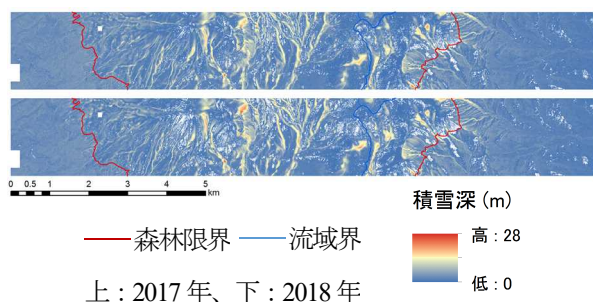 0 0.5 1 2 3 4 5
km
積雪深 (m)
高 : 28
低 : 0
森林限界 流域界
上 : 2017 年、下 : 2018 年